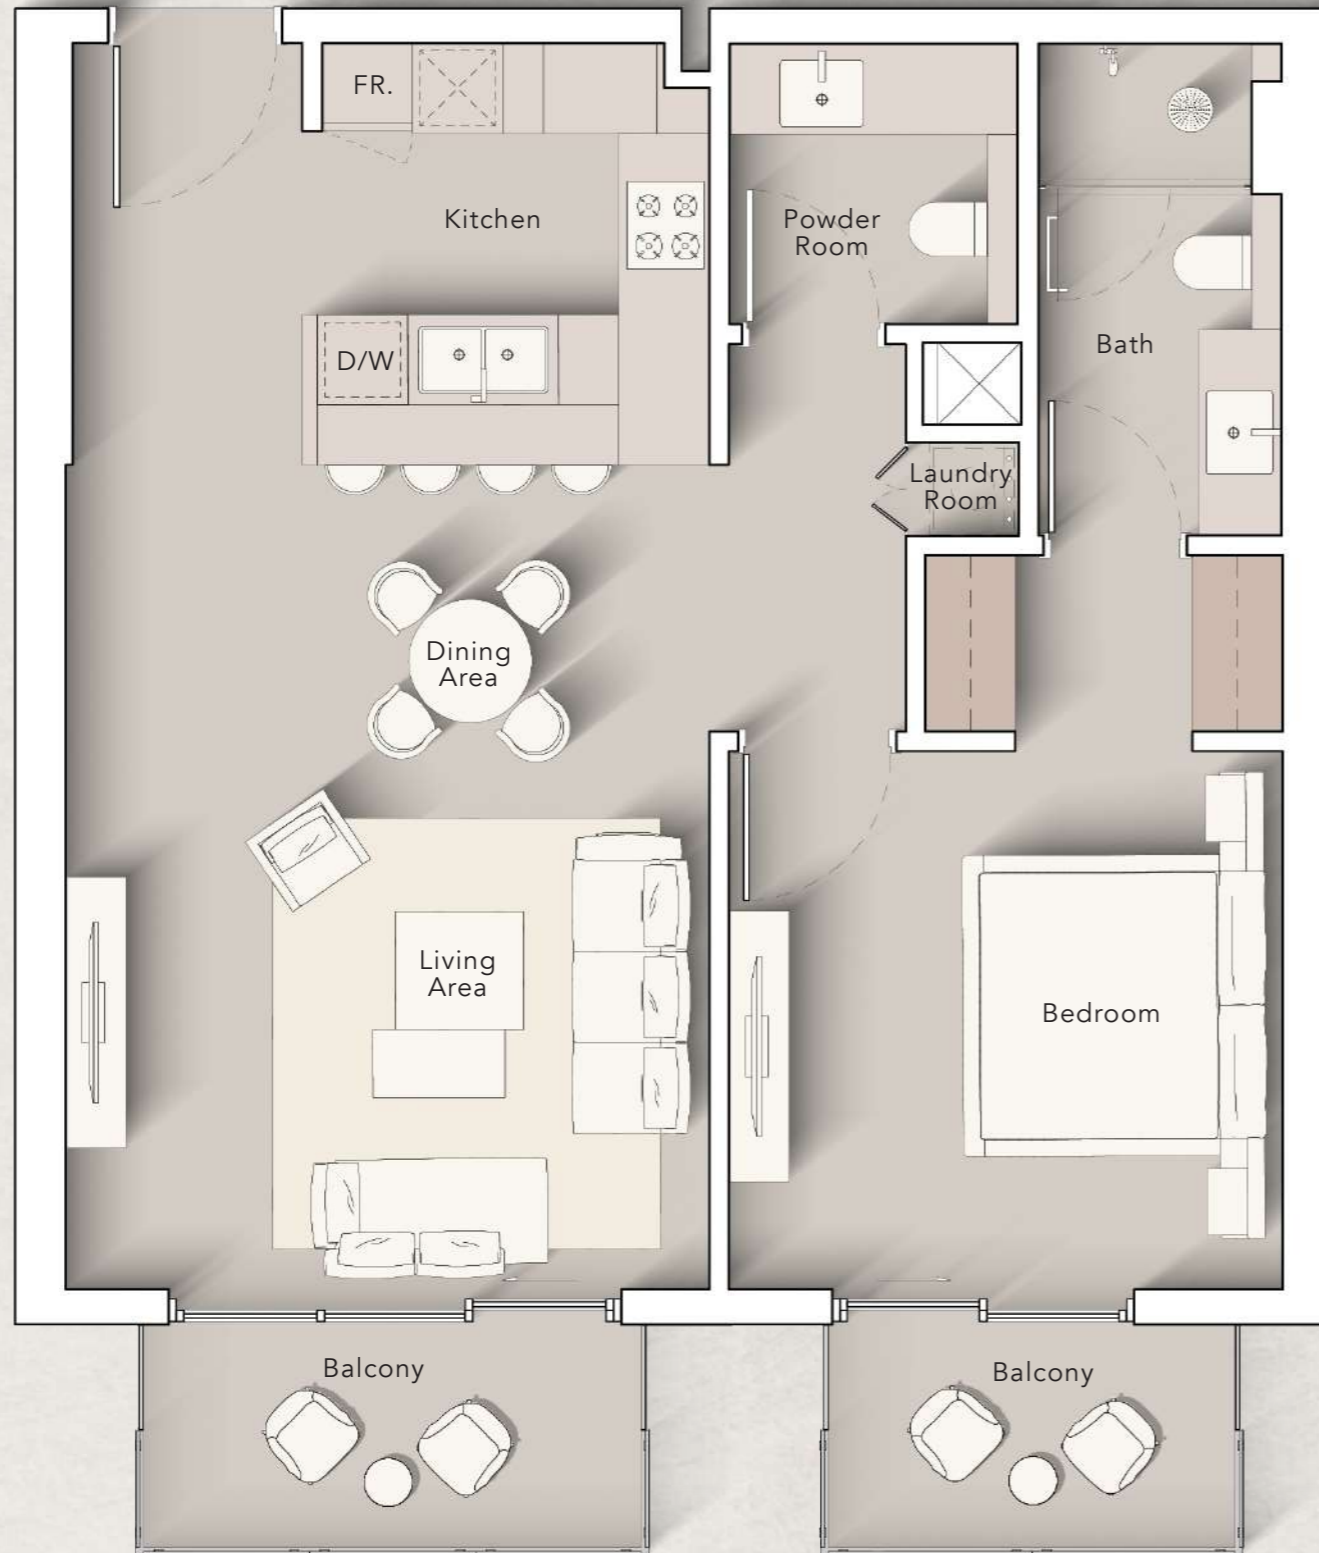 FR.
Kitchen
Powder
Room
Bath
D/W
Laundry
Room
Dining
Area
Living
Area
Bedroom
Balcony
Balcony